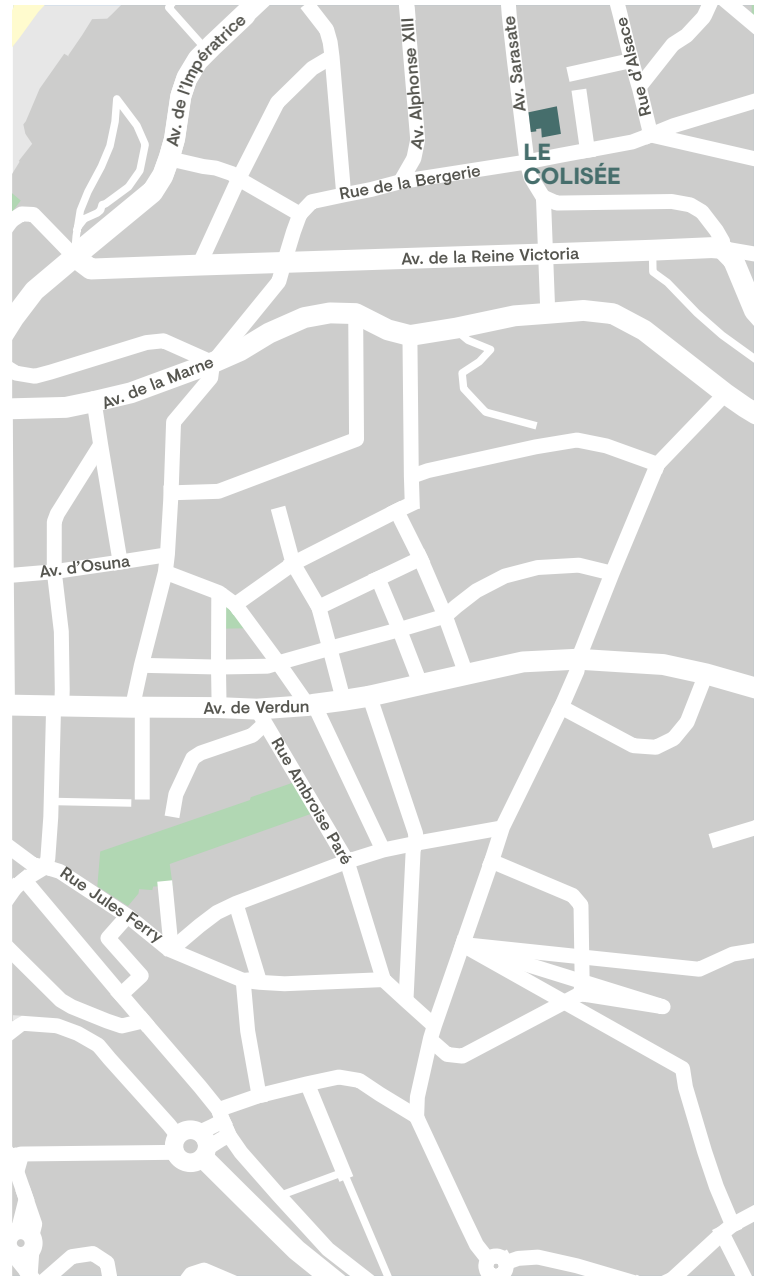 Av. de l'Impératrice
Av. Alphonse XIII
Av. Sarasate
Rue d'Alsace
LE
COLISÉE
Rue de la Bergerie
Av. de la Reine Victoria
Av. de la Marne
Av. d'Osuna
Av. de Verdun
Rue Ambroise Paré
Rue Jules Ferry